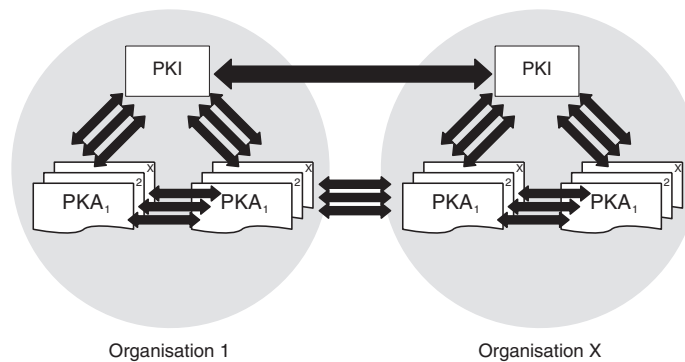 PKI
PKI
X
2
PKA₁
X
2
PKA₁
X
2
PKA₁
X
2
PKA₁
Organisation 1
Organisation X